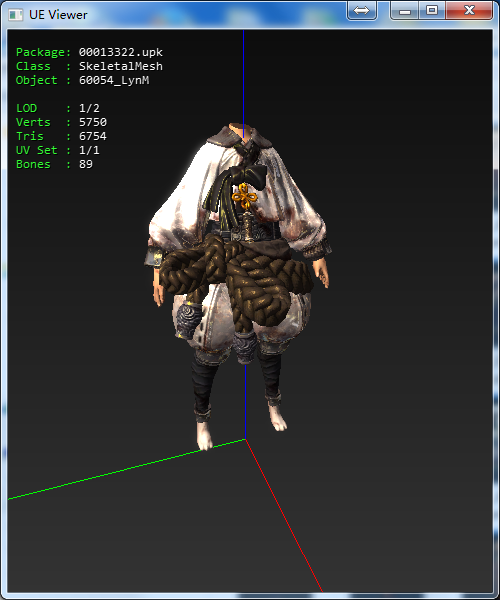 UE Viewer
Package: 00013322.upk
Class  : SkeletalMesh
Object : 60054_LynM
LOD    : 1/2
Verts  : 5750
Tris   : 6754
UV Set : 1/1
Bones  : 89